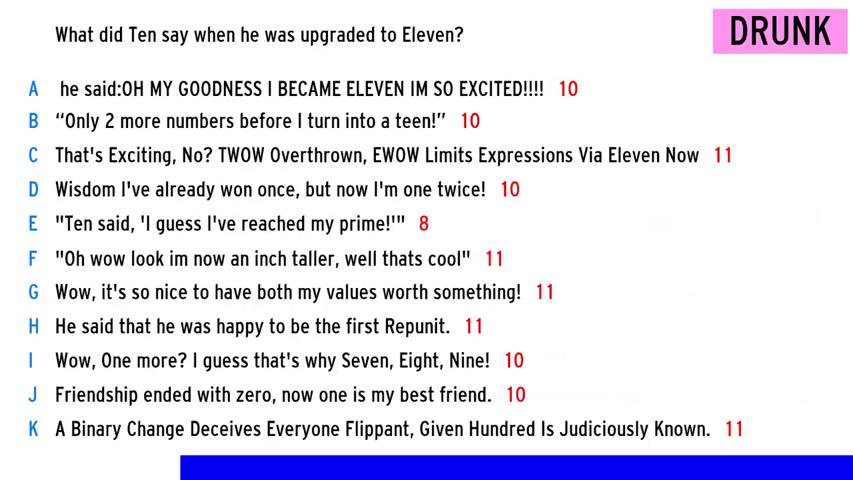 What did Ten say when he was upgraded to Eleven?
DRUNK
A he said:OH MY GOODNESS I BECAME ELEVEN IM SO EXCITED!!!! 10
B “Only 2 more numbers before I turn into a teen!” 10
C That's Exciting, No? TWOW Overthrown, EWOW Limits Expressions Via Eleven Now 11
D Wisdom I've already won once, but now I'm one twice! 10
E "Ten said, 'I guess I've reached my prime!'" 8
F "Oh wow look im now an inch taller, well thats cool" 11
G Wow, it's so nice to have both my values worth something! 11
H He said that he was happy to be the first Repunit. 11
I Wow, One more? I guess that's why Seven, Eight, Nine! 10
J Friendship ended with zero, now one is my best friend. 10
K A Binary Change Deceives Everyone Flippant, Given Hundred Is Judiciously Known. 11